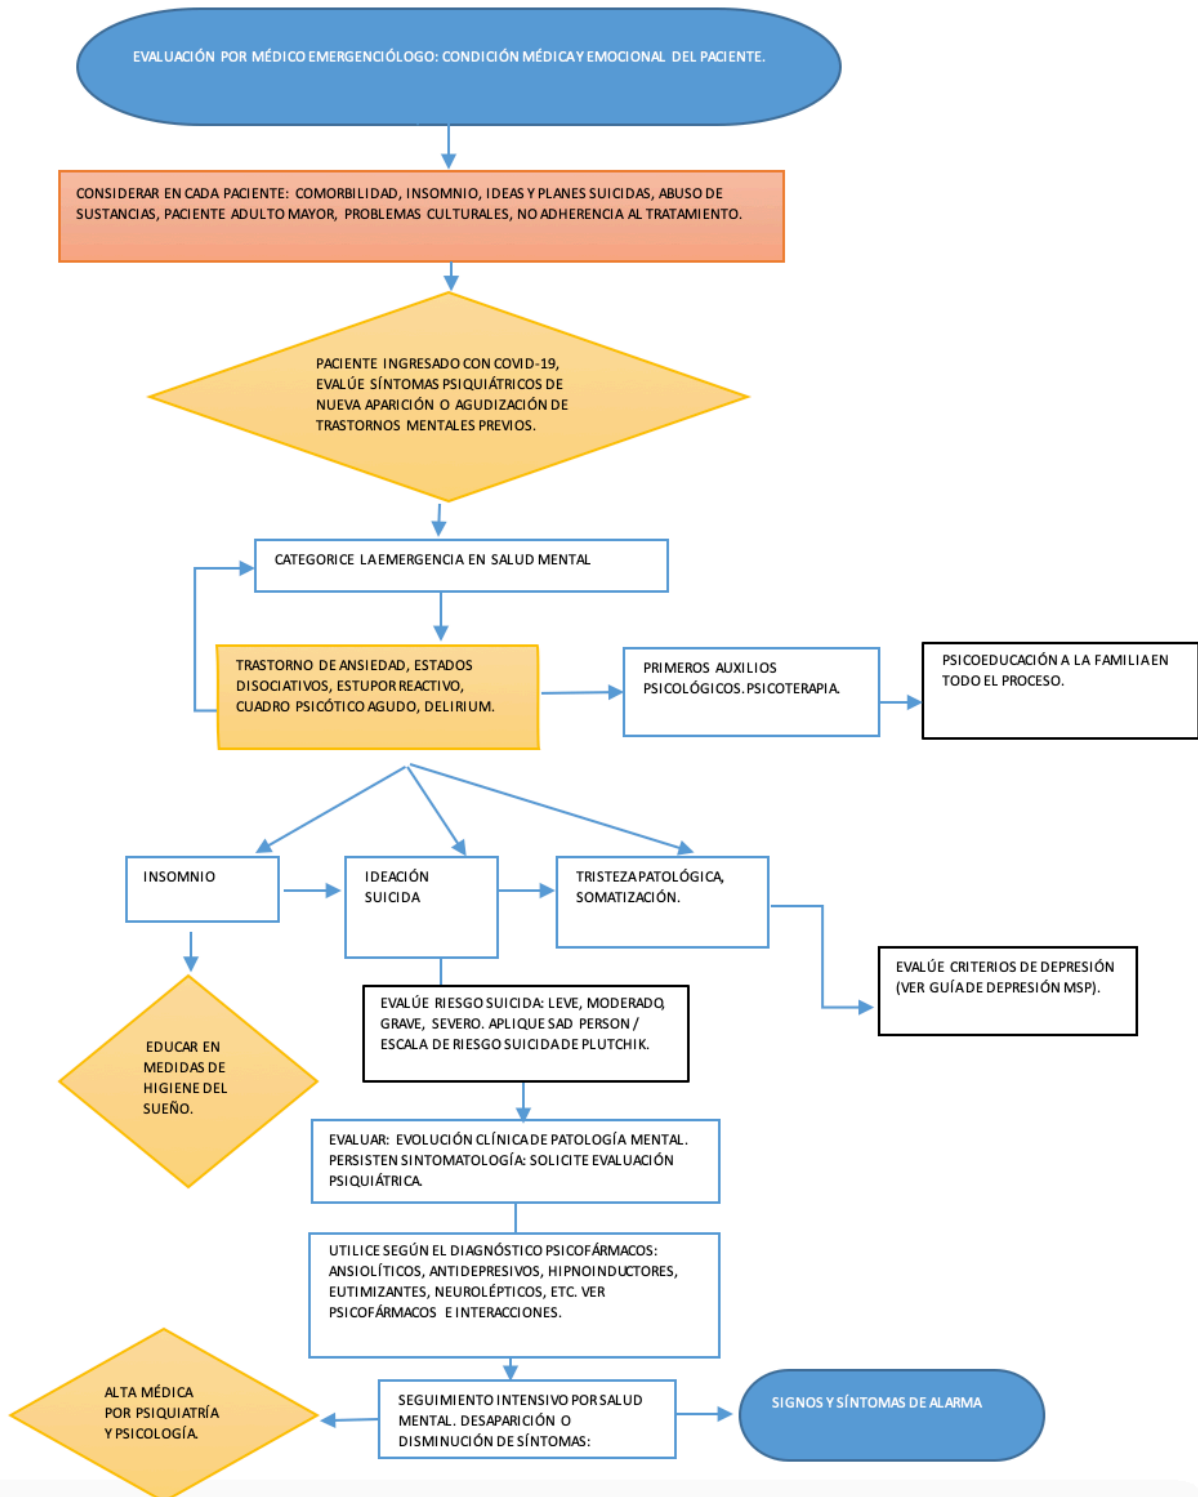 EVALUACIÓN POR MÉDICO EMERGENCIÓLOGO: CONDICIÓN MÉDICA Y EMOCIONAL DEL PACIENTE.
CONSIDERAR EN CADA PACIENTE: COMORBILIDAD, INSOMNIO, IDEAS Y PLANES SUICIDAS, ABUSO DE
SUSTANCIAS, PACIENTE ADULTO MAYOR, PROBLEMAS CULTURALES, NO ADHERENCIA AL TRATAMIENTO.
PACIENTE INGRESADO CON COVID-19,
EVALÚE SÍNTOMAS PSIQUIÁTRICOS DE
NUEVA APARICIÓN O AGUDIZACIÓN DE
TRASTORNOS MENTALES PREVIOS.
CATEGORICE LA EMERGENCIA EN SALUD MENTAL
TRASTORNO DE ANSIEDAD, ESTADOS
DISOCIATIVOS, ESTUPOR REACTIVO,
CUADRO PSICÓTICO AGUDO, DELIRIUM.
PRIMEROS AUXILIOS
PSICOLÓGICOS. PSICOTERAPIA.
PSICOEDUCACIÓN A LA FAMILIA EN
TODO EL PROCESO.
INSOMNIO
IDEACIÓN
SUICIDA
TRISTEZA PATOLÓGICA,
SOMATIZACIÓN.
EVALÚE CRITERIOS DE DEPRESIÓN
(VER GUÍA DE DEPRESIÓN MSP).
EDUCAR EN
MEDIDAS DE
HIGIENE DEL
SUEÑO.
EVALÚE RIESGO SUICIDA: LEVE, MODERADO,
GRAVE, SEVERO. APLIQUE SAD PERSON /
ESCALA DE RIESGO SUICIDA DE PLUTCHIK.
EVALUAR: EVOLUCIÓN CLÍNICA DE PATOLOGÍA MENTAL.
PERSISTEN SINTOMATOLOGÍA: SOLICITE EVALUACIÓN
PSIQUIÁTRICA.
UTILICE SEGÚN EL DIAGNÓSTICO PSICOFÁRMACOS:
ANSIOLÍTICOS, ANTIDEPRESIVOS, HIPNOINDUCTORES,
EUTIMIZANTES, NEUROLÉPTICOS, ETC. VER
PSICOFÁRMACOS E INTERACCIONES.
ALTA MÉDICA
POR PSIQUIATRÍA
Y PSICOLOGÍA.
SEGUIMIENTO INTENSIVO POR SALUD
MENTAL. DESAPARICIÓN O
DISMINUCIÓN DE SÍNTOMAS:
SIGNOS Y SÍNTOMAS DE ALARMA